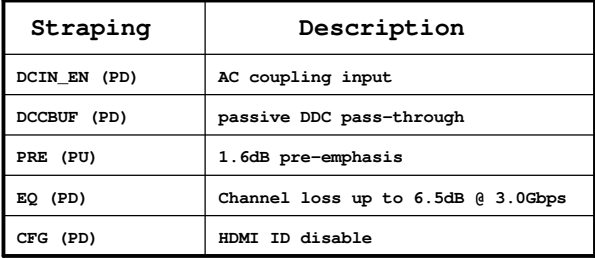 Straping Description
DCIN_EN (PD) AC coupling input
DCCBUF (PD) passive DDC pass-through
PRE (PU) 1.6dB pre-emphasis
EQ (PD) Channel loss up to 6.5dB @ 3.0Gbps
CFG (PD) HDMI ID disable